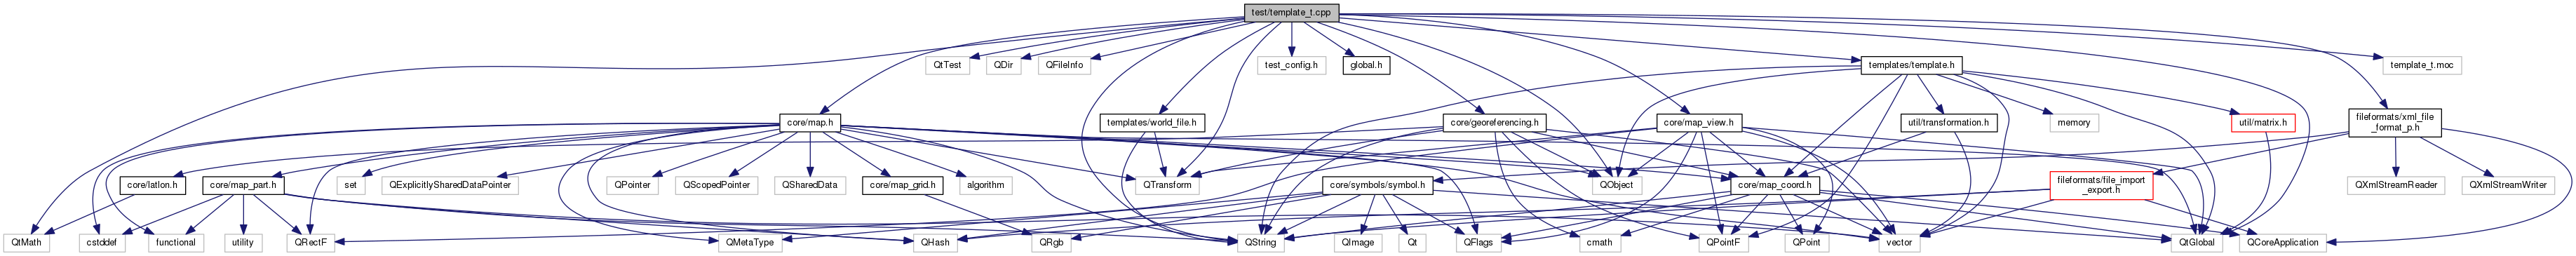 test/template_t.cpp
QtTest
QDir
QFileInfo
test_config.h
global.h
templates/template.h
template_t.moc
core/map.h
templates/world_file.h
core/georeferencing.h
core/map_view.h
util/transformation.h
memory
util/matrix.h
fileformats/xml_file
_format_p.h
core/latlon.h
core/map_part.h
set
QExplicitlySharedDataPointer
QPointer
QScopedPointer
QSharedData
core/map_grid.h
algorithm
QTransform
core/symbols/symbol.h
QObject
core/map_coord.h
fileformats/file_import
_export.h
QXmlStreamReader
QXmlStreamWriter
QtMath
cstddef
functional
utility
QRectF
QMetaType
QHash
QRgb
QString
QImage
Qt
QFlags
cmath
QPointF
QPoint
vector
QtGlobal
QCoreApplication